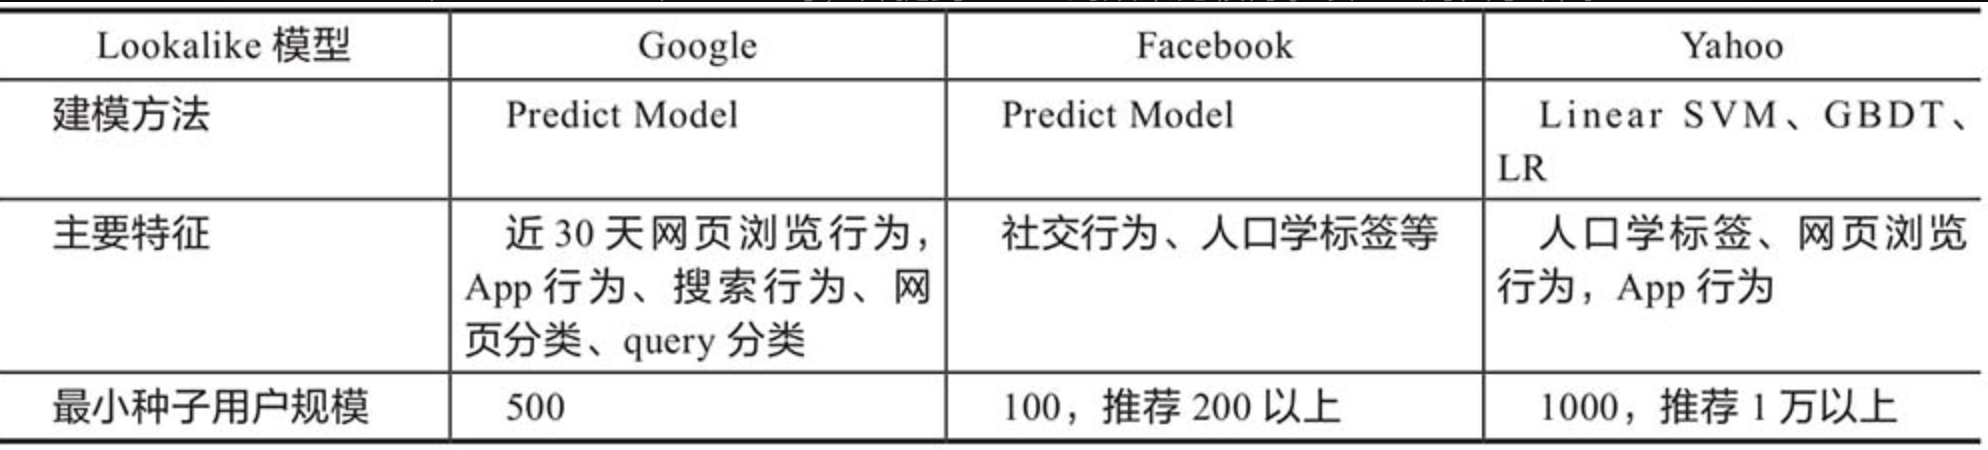 Lookalike 模型 Google Facebook Yahoo
建模方法 Predict Model Predict Model Linear SVM、GBDT、
LR
主要特征 近 30 天网页浏览行为， 社交行为、人口学标签等 人口学标签、网页浏览
App 行为、搜索行为、网 行为，App 行为
页分类、query 分类
最小种子用户规模 500 100，推荐 200 以上 1000，推荐 1 万以上